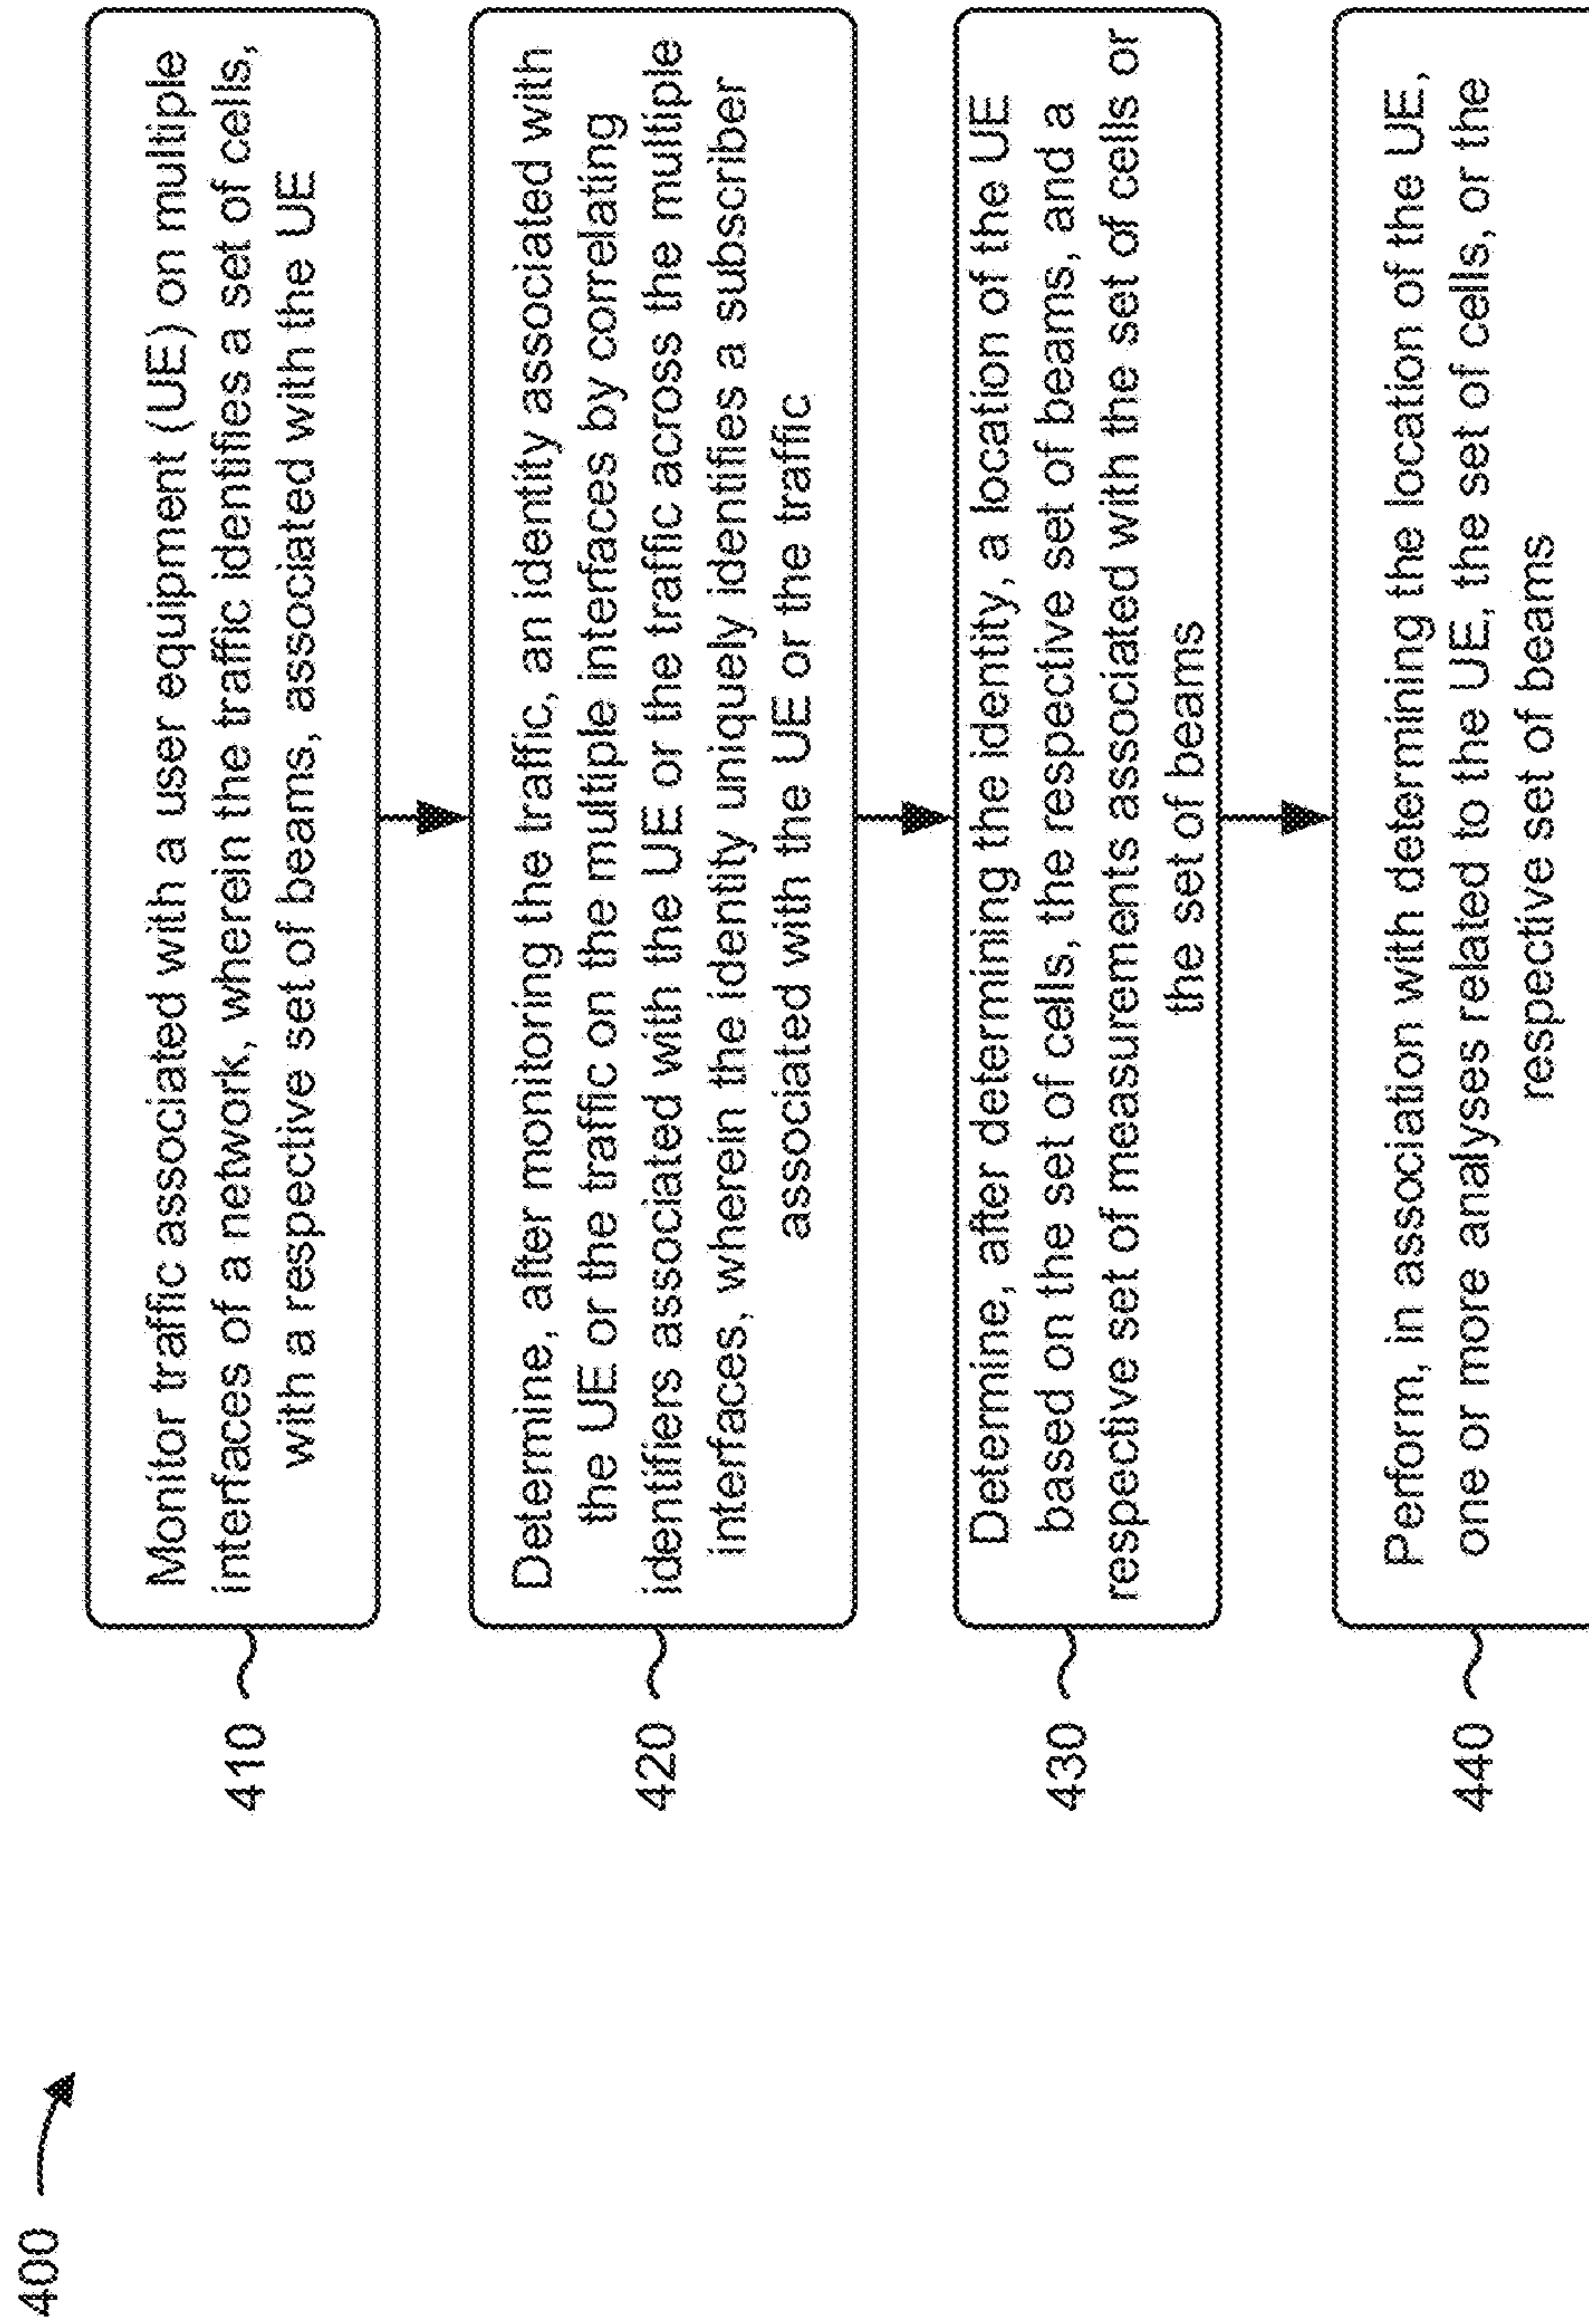 400
410
Monitor traffic associated with a user equipment (UE) on multiple
interfaces of a network, wherein the traffic identifies a set of cells,
with a respective set of beams, associated with the UE
420
Determine, after monitoring the traffic, an identity associated with
the UE or the traffic on the multiple interfaces by correlating
identifiers associated with the UE or the traffic across the multiple
interfaces, wherein the identity uniquely identifies a subscriber
associated with the UE or the traffic
430
Determine, after determining the identity, a location of the UE
based on the set of cells, the respective set of beams, and a
respective set of measurements associated with the set of cells or
the set of beams
440
Perform, in association with determining the location of the UE,
one or more analyses related to the UE, the set of cells, or the
respective set of beams